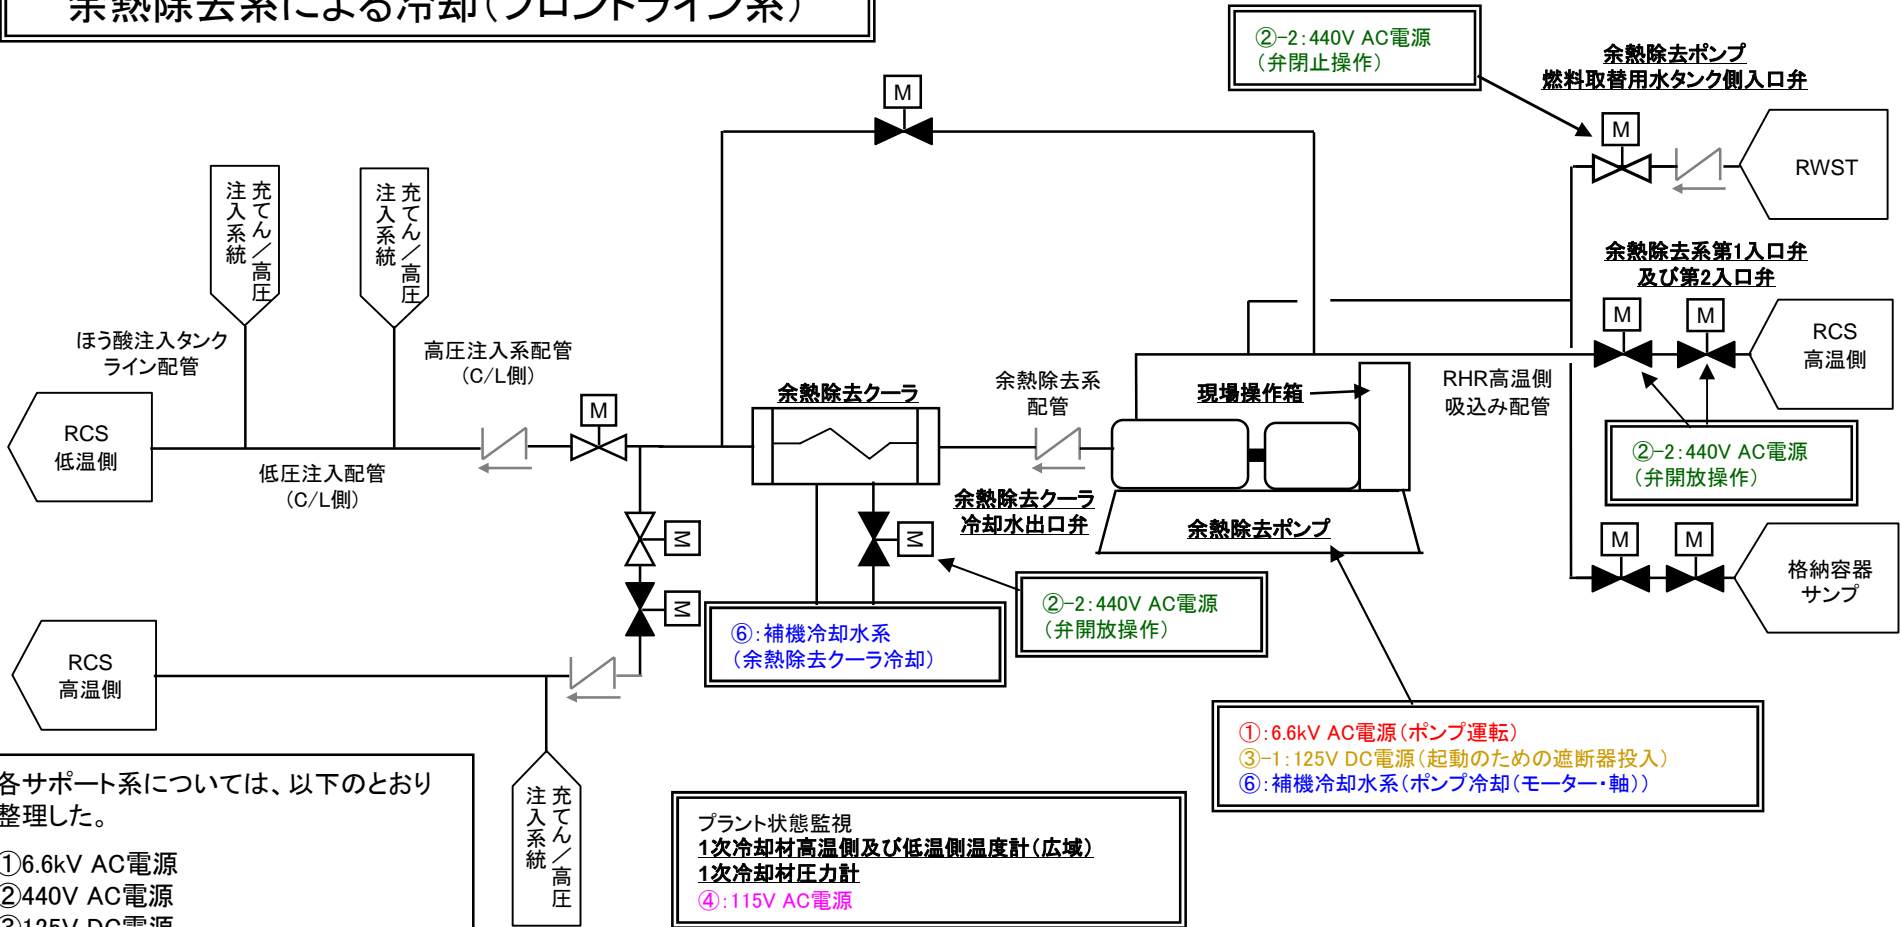 余熱除去系による冷却(フロントライン系)
②-2:440V AC電源
(弁閉止操作)
余熱除去ポンプ
燃料取替用水タンク側入口弁
M
M
RWST
充てん/高圧
注入系統
充てん/高圧
注入系統
余熱除去系第1入口弁
及び第2入口弁
M
M
RCS
高温側
ほう酸注入タンク
ライン配管
高圧注入系配管
(C/L側)
余熱除去クーラ
余熱除去系
配管
現場操作箱
RHR高温側
吸込み配管
M
RCS
低温側
低圧注入配管
(C/L側)
②-2:440V AC電源
(弁開放操作)
余熱除去クーラ
冷却水出口弁
余熱除去ポンプ
M
M
M
M
格納容器
サンプ
②-2:440V AC電源
(弁開放操作)
M
⑥:補機冷却水系
(余熱除去クーラ冷却)
RCS
高温側
①:6.6kV AC電源(ポンプ運転)
③-1:125V DC電源(起動のための遮断器投入)
⑥:補機冷却水系(ポンプ冷却(モーター・軸))
各サポート系については、以下のとおり
整理した。
①6.6kV AC電源
②440V AC電源
③125V DC電源
充てん/高圧
注入系統
プラント状態監視
1次冷却材高温側及び低温側温度計(広域)
1次冷却材圧力計
④:115V AC電源